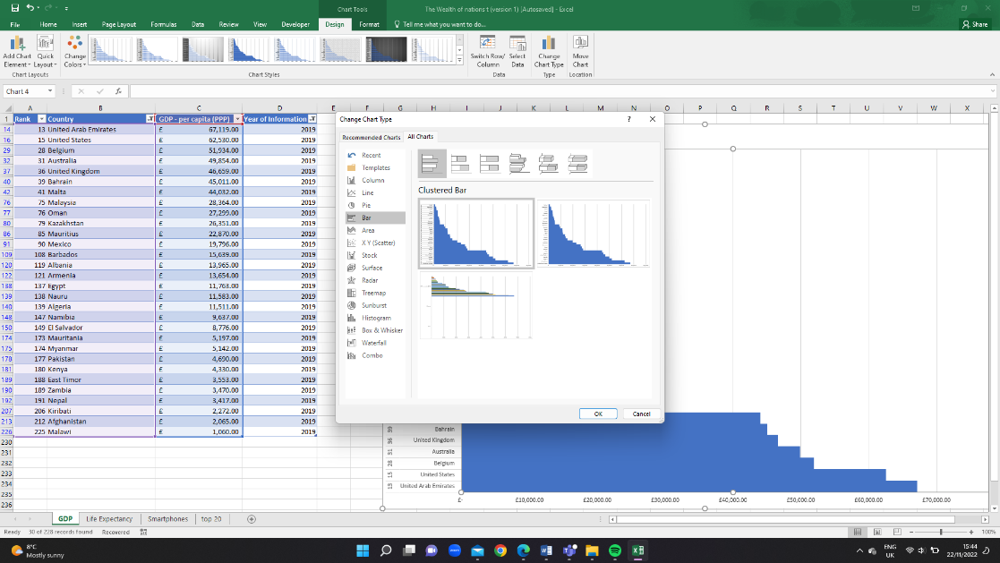 Chart Tools
The Wealth of nations t (version 1) [Autosaved] - Excel
File Home Insert Page Layout Formulas Data Review View Developer Design Format Tell me what you want to do... Share
Add Chart Element Quick Layout Change Colors Switch Row/ Column Select Data Change Chart Type Move Chart
Chart Layouts Chart Styles Data Type Location
Chart 4 fx
A B C D E F G H I J K L M N O P Q R S T U V W X
1 Rank Country GDP - per capita (PPP) Year of Information
14 13 United Arab Emirates £ 67,119.00 2019
16 15 United States £ 62,530.00 2019
29 28 Belgium £ 51,934.00 2019
32 31 Australia £ 49,854.00 2019
37 36 United Kingdom £ 46,659.00 2019
40 39 Bahrain £ 45,011.00 2019
42 41 Malta £ 44,032.00 2019
76 75 Malaysia £ 28,364.00 2019
77 76 Oman £ 27,299.00 2019
80 79 Kazakhstan £ 26,351.00 2019
86 85 Mauritius £ 22,870.00 2019
91 90 Mexico £ 19,796.00 2019
109 108 Barbados £ 15,639.00 2019
120 119 Albania £ 13,965.00 2019
122 121 Armenia £ 13,654.00 2019
138 137 Egypt £ 11,763.00 2019
139 138 Nauru £ 11,583.00 2019
140 139 Algeria £ 11,511.00 2019
148 147 Namibia £ 9,637.00 2019
150 149 El Salvador £ 8,776.00 2019
174 173 Mauritania £ 5,197.00 2019
175 174 Myanmar £ 5,142.00 2019
178 177 Pakistan £ 4,690.00 2019
181 180 Kenya £ 4,330.00 2019
189 188 East Timor £ 3,553.00 2019
190 189 Zambia £ 3,470.00 2019
192 191 Nepal £ 3,417.00 2019
207 206 Kiribati £ 2,272.00 2019
213 212 Afghanistan £ 2,065.00 2019
226 225 Malawi £ 1,060.00 2019
230
231
232
233
234
235
236
Change Chart Type ?
Recommended Charts All Charts
Recent
Templates
Column
Line
Pie
Bar
Area
X Y (Scatter)
Stock
Surface
Radar
Treemap
Sunburst
Histogram
Box & Whisker
Waterfall
Combo
Clustered Bar
OK Cancel
39 Bahrain
36 United Kingdom
31 Australia
28 Belgium
15 United States
13 United Arab Emirates
£- £10,000.00 £20,000.00 £30,000.00 £40,000.00 £50,000.00 £60,000.00 £70,000.00
GDP Life Expectancy Smartphones top 20
Ready 30 of 228 records found Recovered 100%
8°C
Mostly sunny
ENG
UK
15:44
22/11/2022